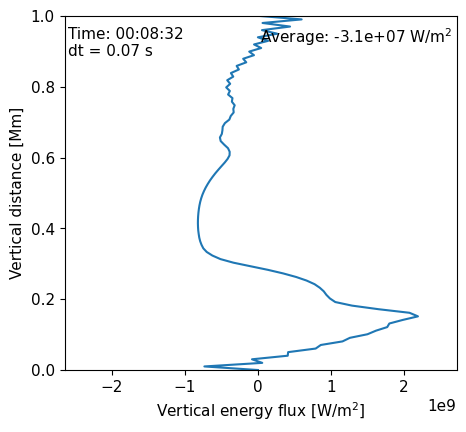 Time: 00:08:32
dt = 0.07 s
Average: -3.1e+07 W/m²
1.0
0.8
0.6
0.4
0.2
0.0
Vertical distance [Mm]
−2
−1
0
1
2
1e9
Vertical energy flux [W/m²]